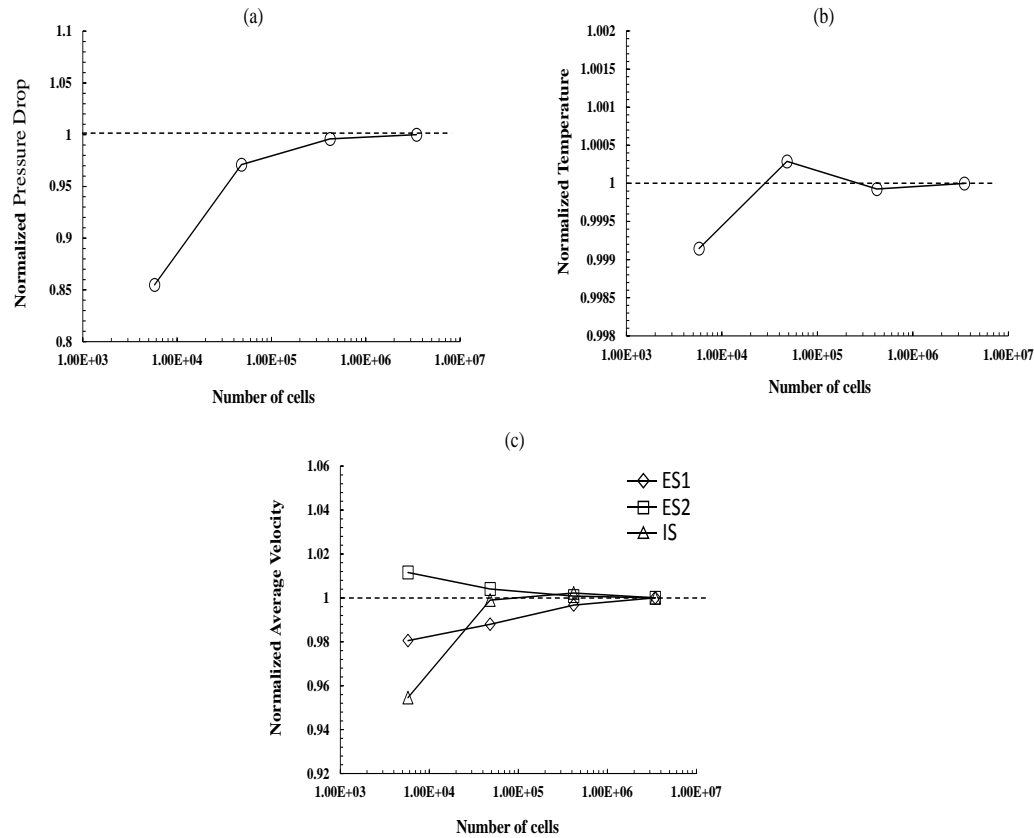 (a)
1.1
1.05
1
0.95
0.9
0.85
0.8
Normalized Pressure Drop
1.00E+03 1.00E+04 1.00E+05 1.00E+06 1.00E+07
Number of cells
(b)
1.002
1.0015
1.001
1.0005
1
0.9995
0.999
0.9985
0.998
Normalized Temperature
1.00E+03 1.00E+04 1.00E+05 1.00E+06 1.00E+07
Number of cells
(c)
1.06
1.04
1.02
1
0.98
0.96
0.94
0.92
Normalized Average Velocity
ES1
ES2
IS
1.00E+03 1.00E+04 1.00E+05 1.00E+06 1.00E+07
Number of cells